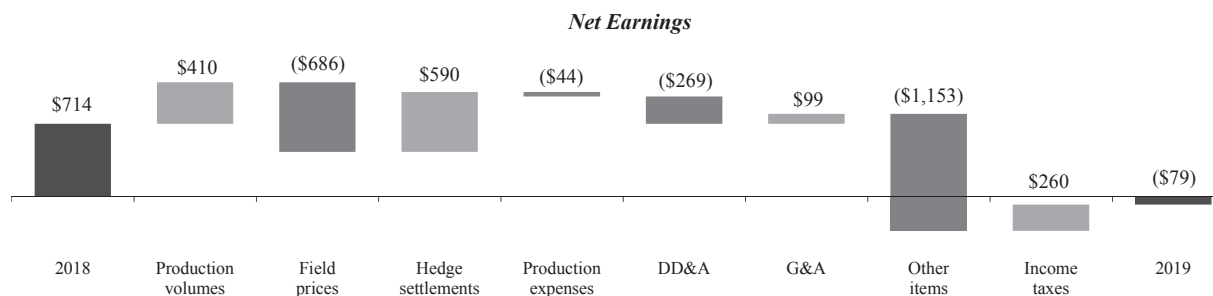 Net Earnings
$714
$410
($686)
$590
($44)
($269)
$99
($1,153)
$260
($79)
2018
Production
volumes
Field
prices
Hedge
settlements
Production
expenses
DD&A
G&A
Other
items
Income
taxes
2019